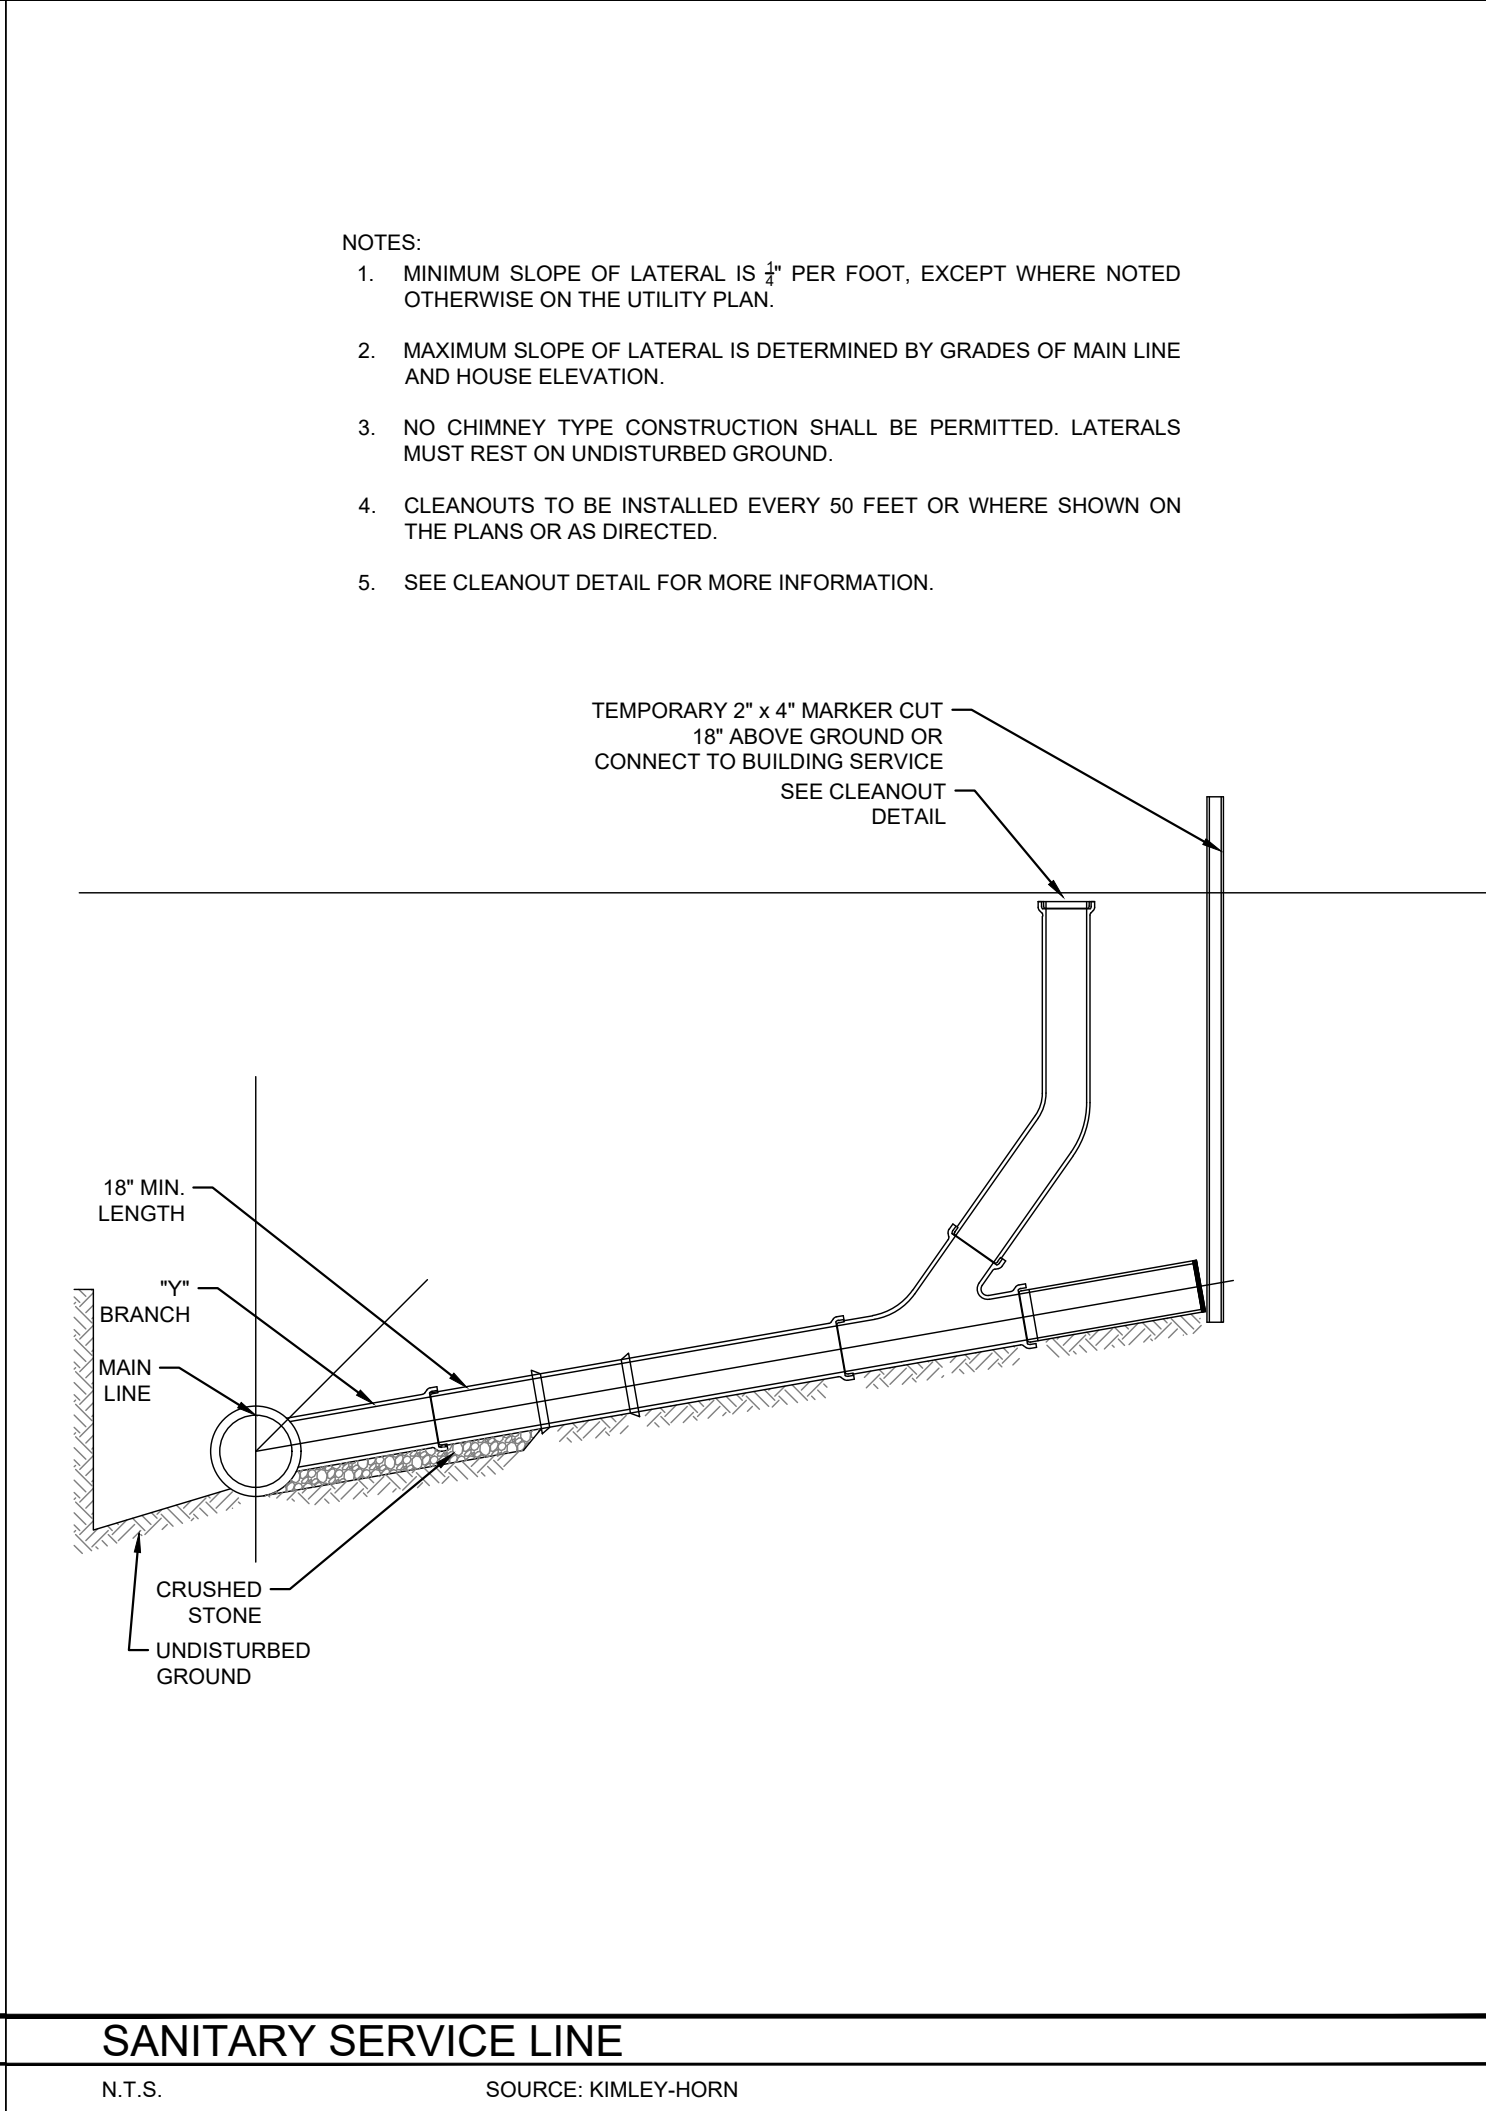 NOTES:
1. MINIMUM SLOPE OF LATERAL IS 1/4" PER FOOT, EXCEPT WHERE NOTED
OTHERWISE ON THE UTILITY PLAN.
2. MAXIMUM SLOPE OF LATERAL IS DETERMINED BY GRADES OF MAIN LINE
AND HOUSE ELEVATION.
3. NO CHIMNEY TYPE CONSTRUCTION SHALL BE PERMITTED. LATERALS
MUST REST ON UNDISTURBED GROUND.
4. CLEANOUTS TO BE INSTALLED EVERY 50 FEET OR WHERE SHOWN ON
THE PLANS OR AS DIRECTED.
5. SEE CLEANOUT DETAIL FOR MORE INFORMATION.
TEMPORARY 2" x 4" MARKER CUT
18" ABOVE GROUND OR
CONNECT TO BUILDING SERVICE
SEE CLEANOUT
DETAIL
18" MIN.
LENGTH
"Y"
BRANCH
MAIN
LINE
CRUSHED
STONE
UNDISTURBED
GROUND
SANITARY SERVICE LINE
N.T.S. SOURCE: KIMLEY-HORN